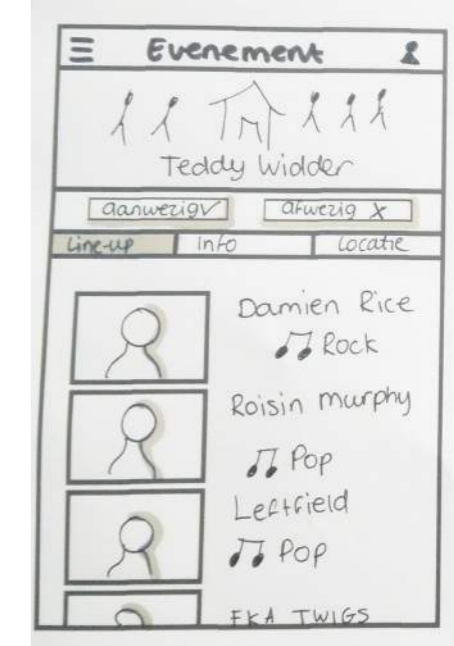 Evenement
Teddy Widder
aanwezig✓ afwezig X
Line-up Info Locatie
Damien Rice
Rock
Roisin Murphy
Pop
Leftfield
Pop
FKA TWIGS